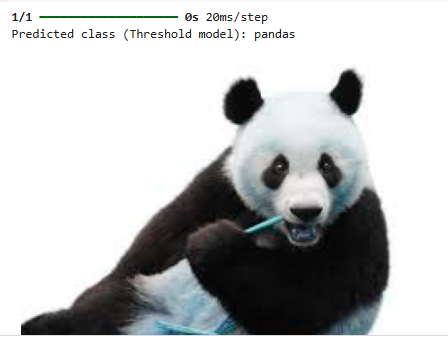 1/1 ━━━━━━━━━━━━━━━━━━━━ 0s 20ms/step
Predicted class (Threshold model): pandas